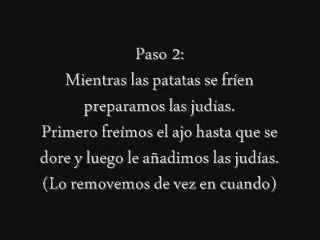 Paso 2:
Mientras las patatas se fríen
preparamos las judías.
Primero freímos el ajo hasta que se
dore y luego le añadimos las judías.
(Lo removemos de vez en cuando)